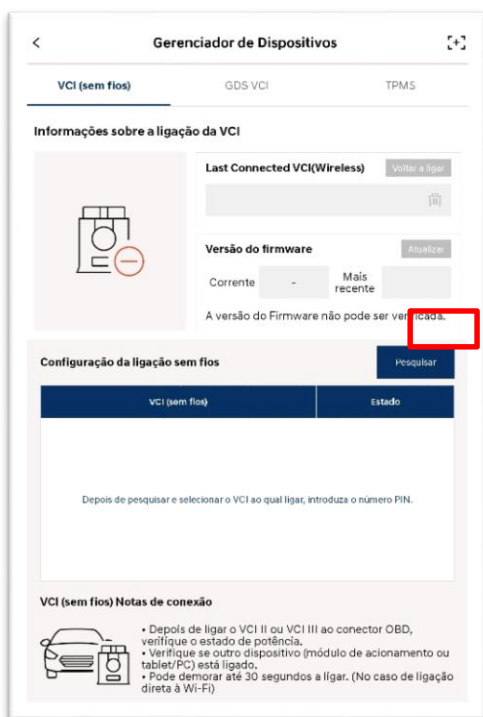 Gerenciador de Dispositivos
VCI (sem fios) GDS VCI TPMS
Informações sobre a ligação da VCI
Last Connected VCI(Wireless) Voltar a ligar
Versão do firmware Atualizar
Corrente - Mais
recente
A versão do Firmware não pode ser verificada.
Configuração da ligação sem fios Pesquisar
VCI (sem fios) Estado
Depois de pesquisar e selecionar o VCI ao qual ligar, introduza o número PIN.
VCI (sem fios) Notas de conexão
• Depois de ligar o VCI II ou VCI III ao conector OBD,
verifique o estado de potência.
• Verifique se outro dispositivo (módulo de acionamento ou
tablet/PC) está ligado.
• Pode demorar até 30 segundos a ligar. (No caso de ligação
direta à Wi-Fi)